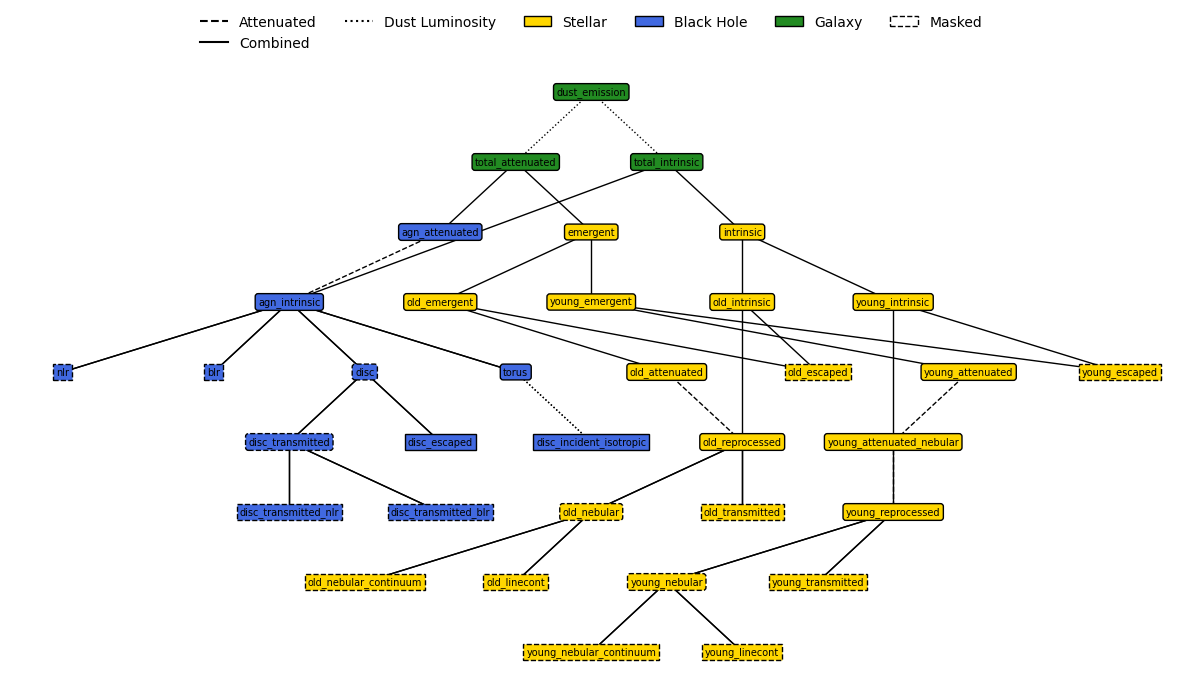 Attenuated Dust Luminosity Stellar Black Hole Galaxy Masked
Combined
dust_emission
total_attenuated total_intrinsic
agn_attenuated emergent intrinsic
agn_intrinsic old_emergent young_emergent old_intrinsic young_intrinsic
nlr blr disc torus old_attenuated old_escaped young_attenuated young_escaped
disc_transmitted disc_escaped disc_incident_isotropic old_reprocessed young_attenuated_nebular
disc_transmitted_nlr disc_transmitted_blr old_nebular old_transmitted young_reprocessed
old_nebular_continuum old_linecont young_nebular young_transmitted
young_nebular_continuum young_linecont